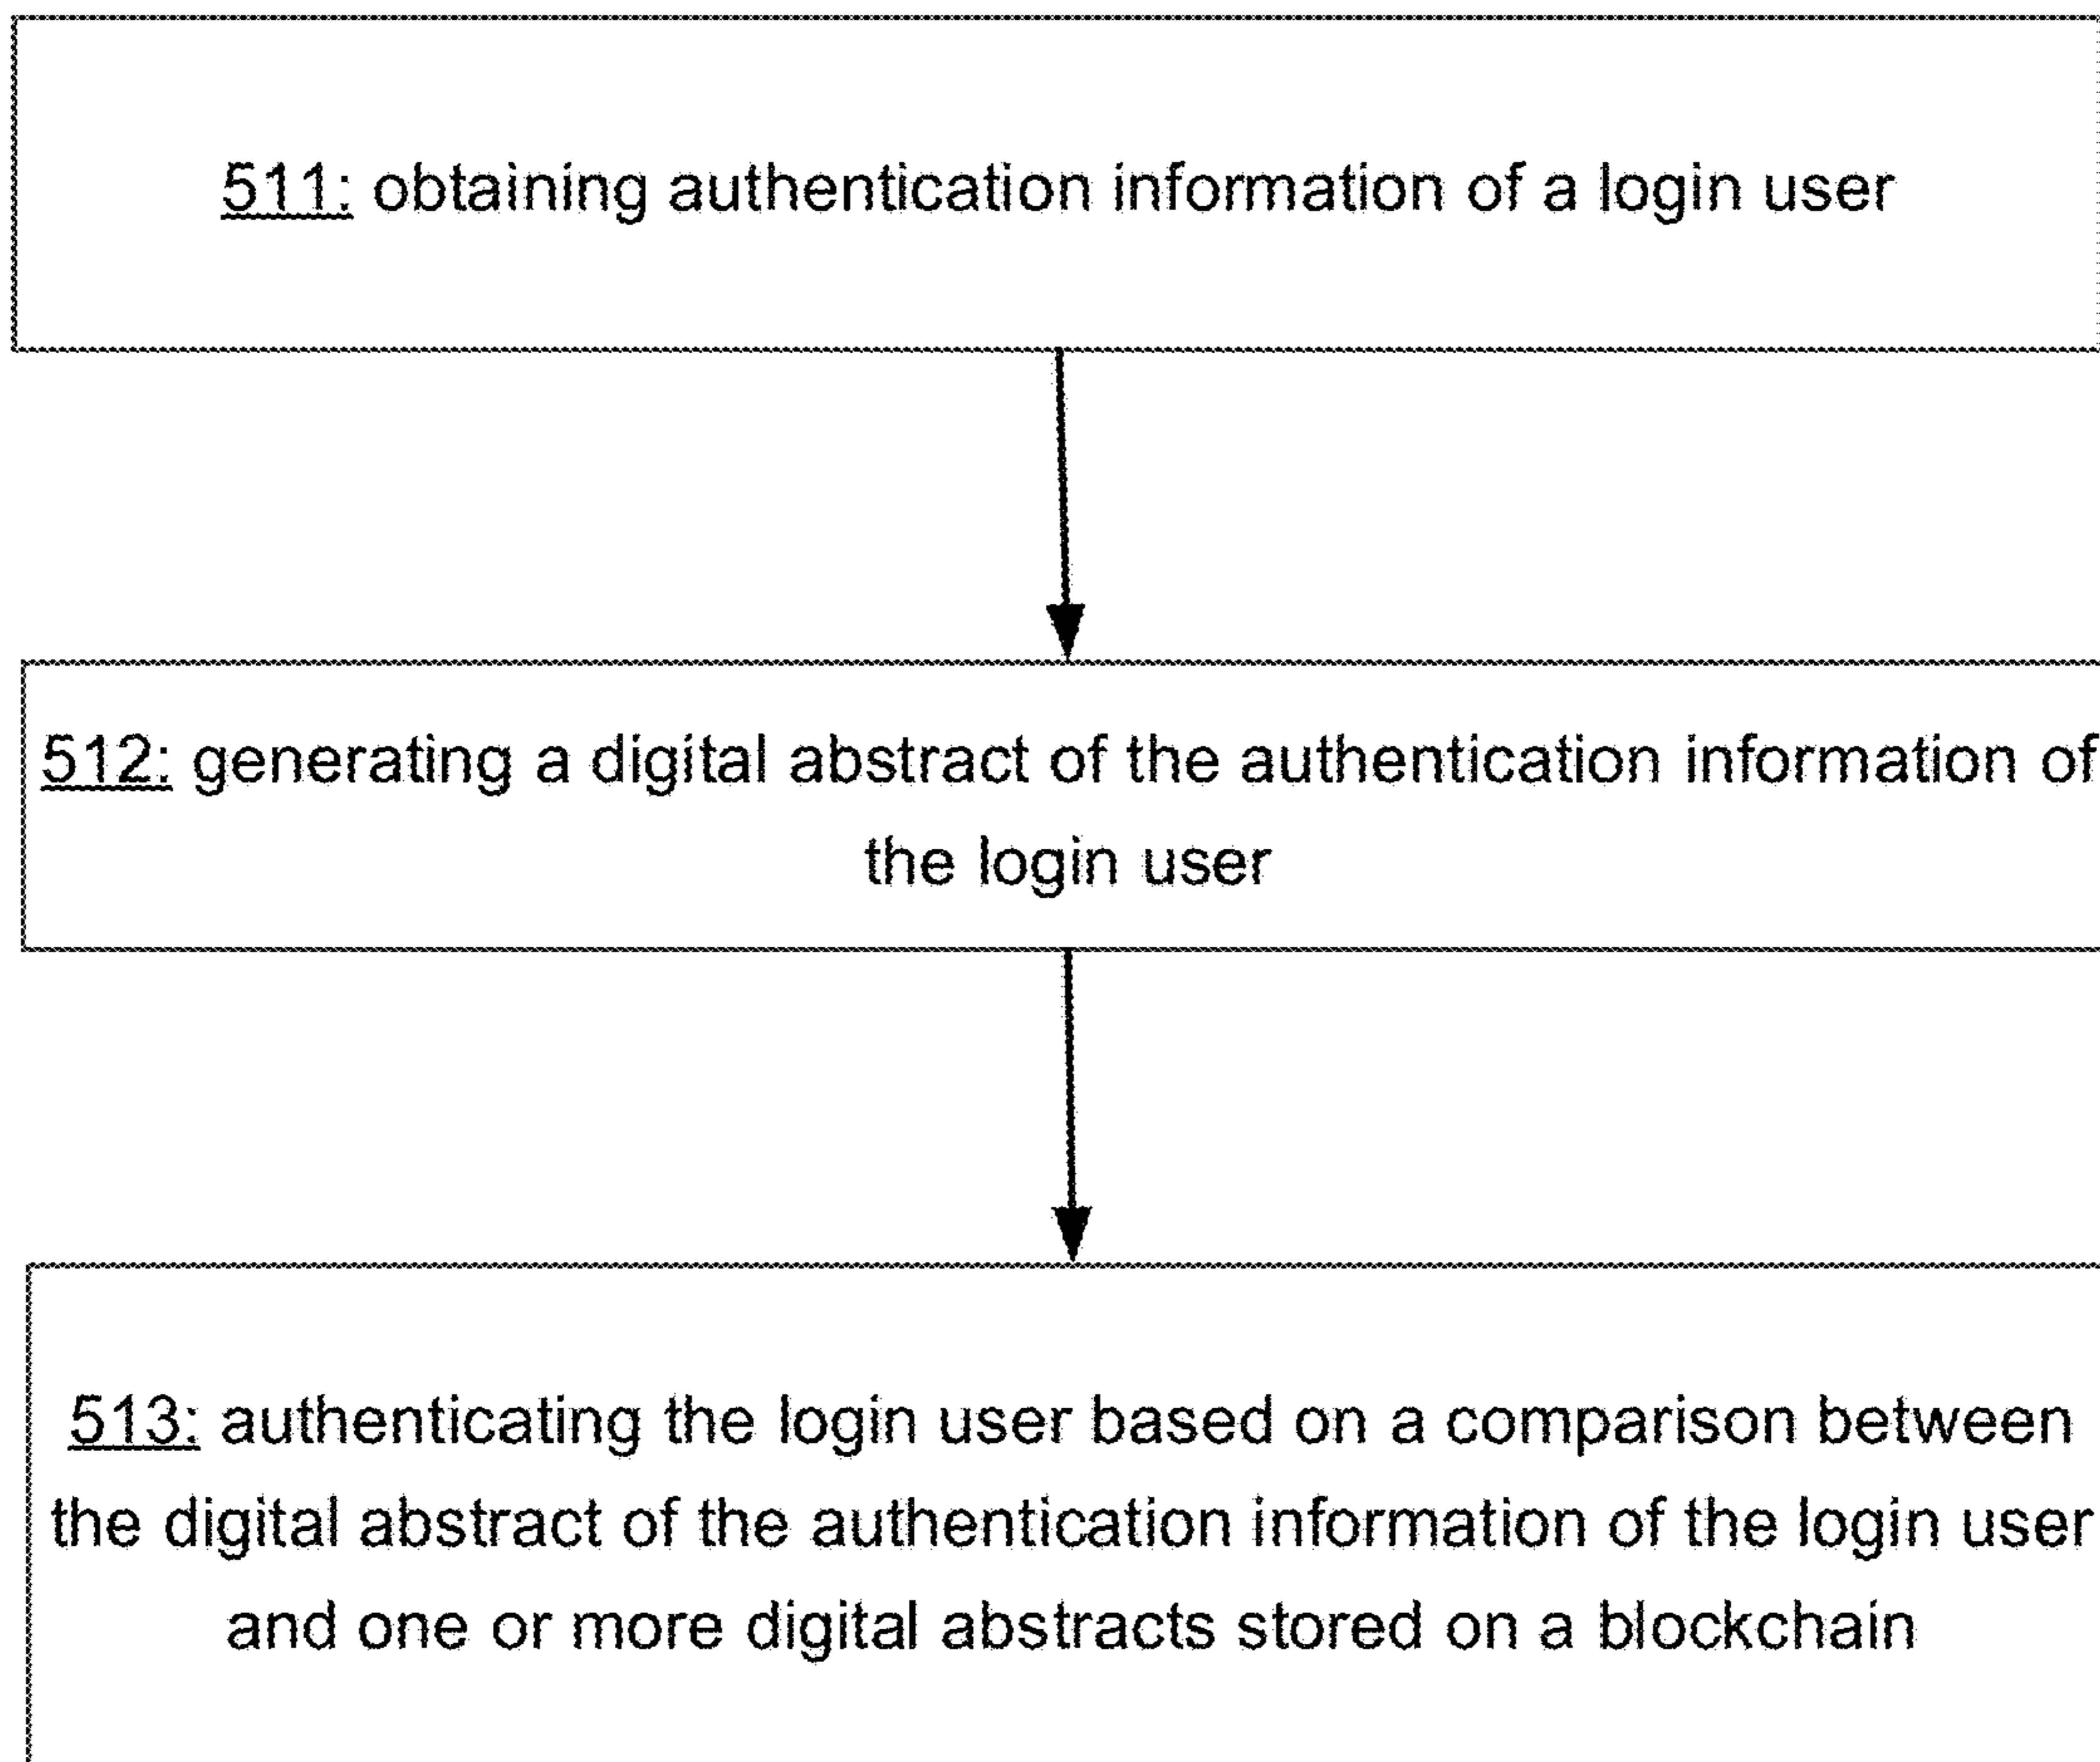 511: obtaining authentication information of a login user
512: generating a digital abstract of the authentication information of
the login user
513: authenticating the login user based on a comparison between
the digital abstract of the authentication information of the login user
and one or more digital abstracts stored on a blockchain